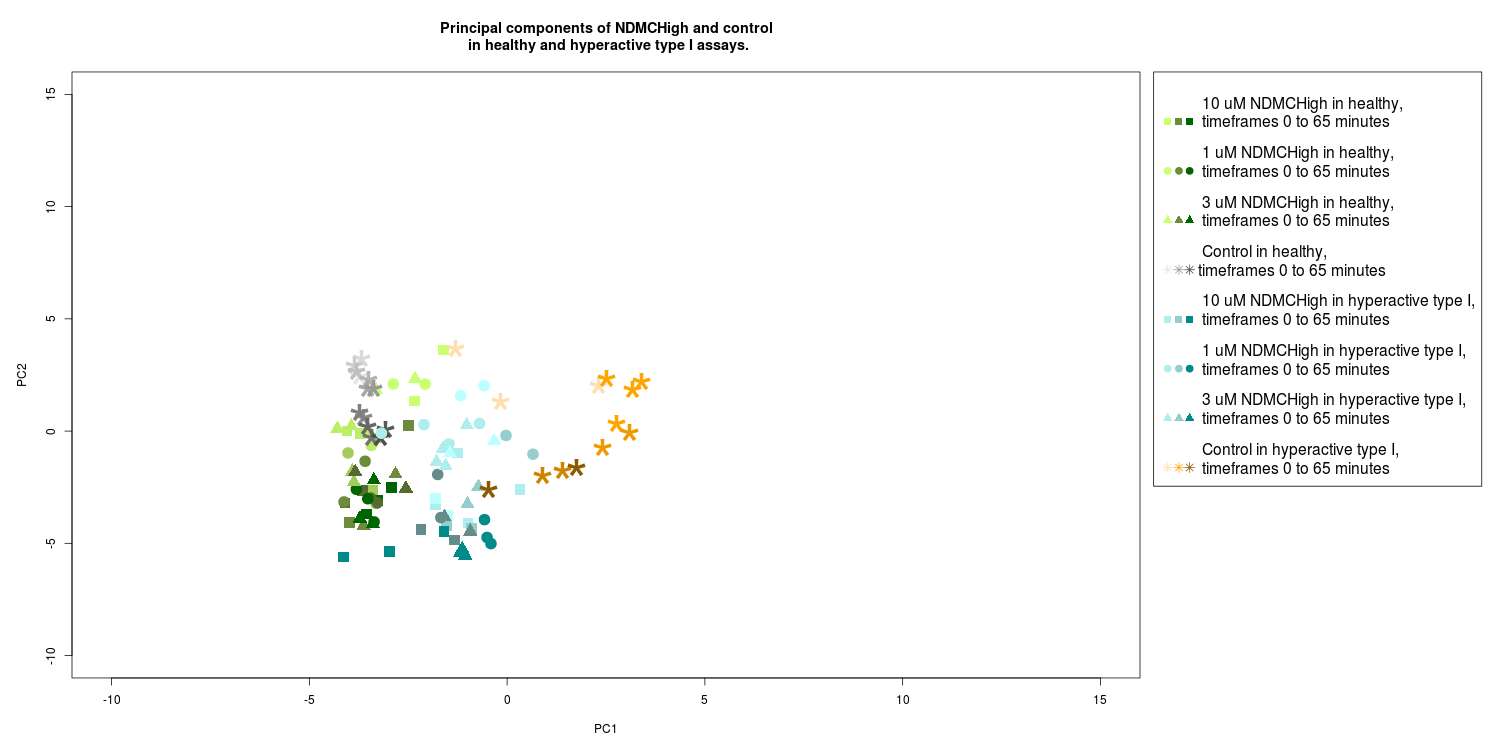 Principal components of NDMCHigh and control
in healthy and hyperactive type I assays.
15
10
5
0
-5
-10
PC2
-10
-5
0
5
10
15
PC1
10 uM NDMCHigh in healthy,
timeframes 0 to 65 minutes
1 uM NDMCHigh in healthy,
timeframes 0 to 65 minutes
3 uM NDMCHigh in healthy,
timeframes 0 to 65 minutes
Control in healthy,
timeframes 0 to 65 minutes
10 uM NDMCHigh in hyperactive type I,
timeframes 0 to 65 minutes
1 uM NDMCHigh in hyperactive type I,
timeframes 0 to 65 minutes
3 uM NDMCHigh in hyperactive type I,
timeframes 0 to 65 minutes
Control in hyperactive type I,
timeframes 0 to 65 minutes